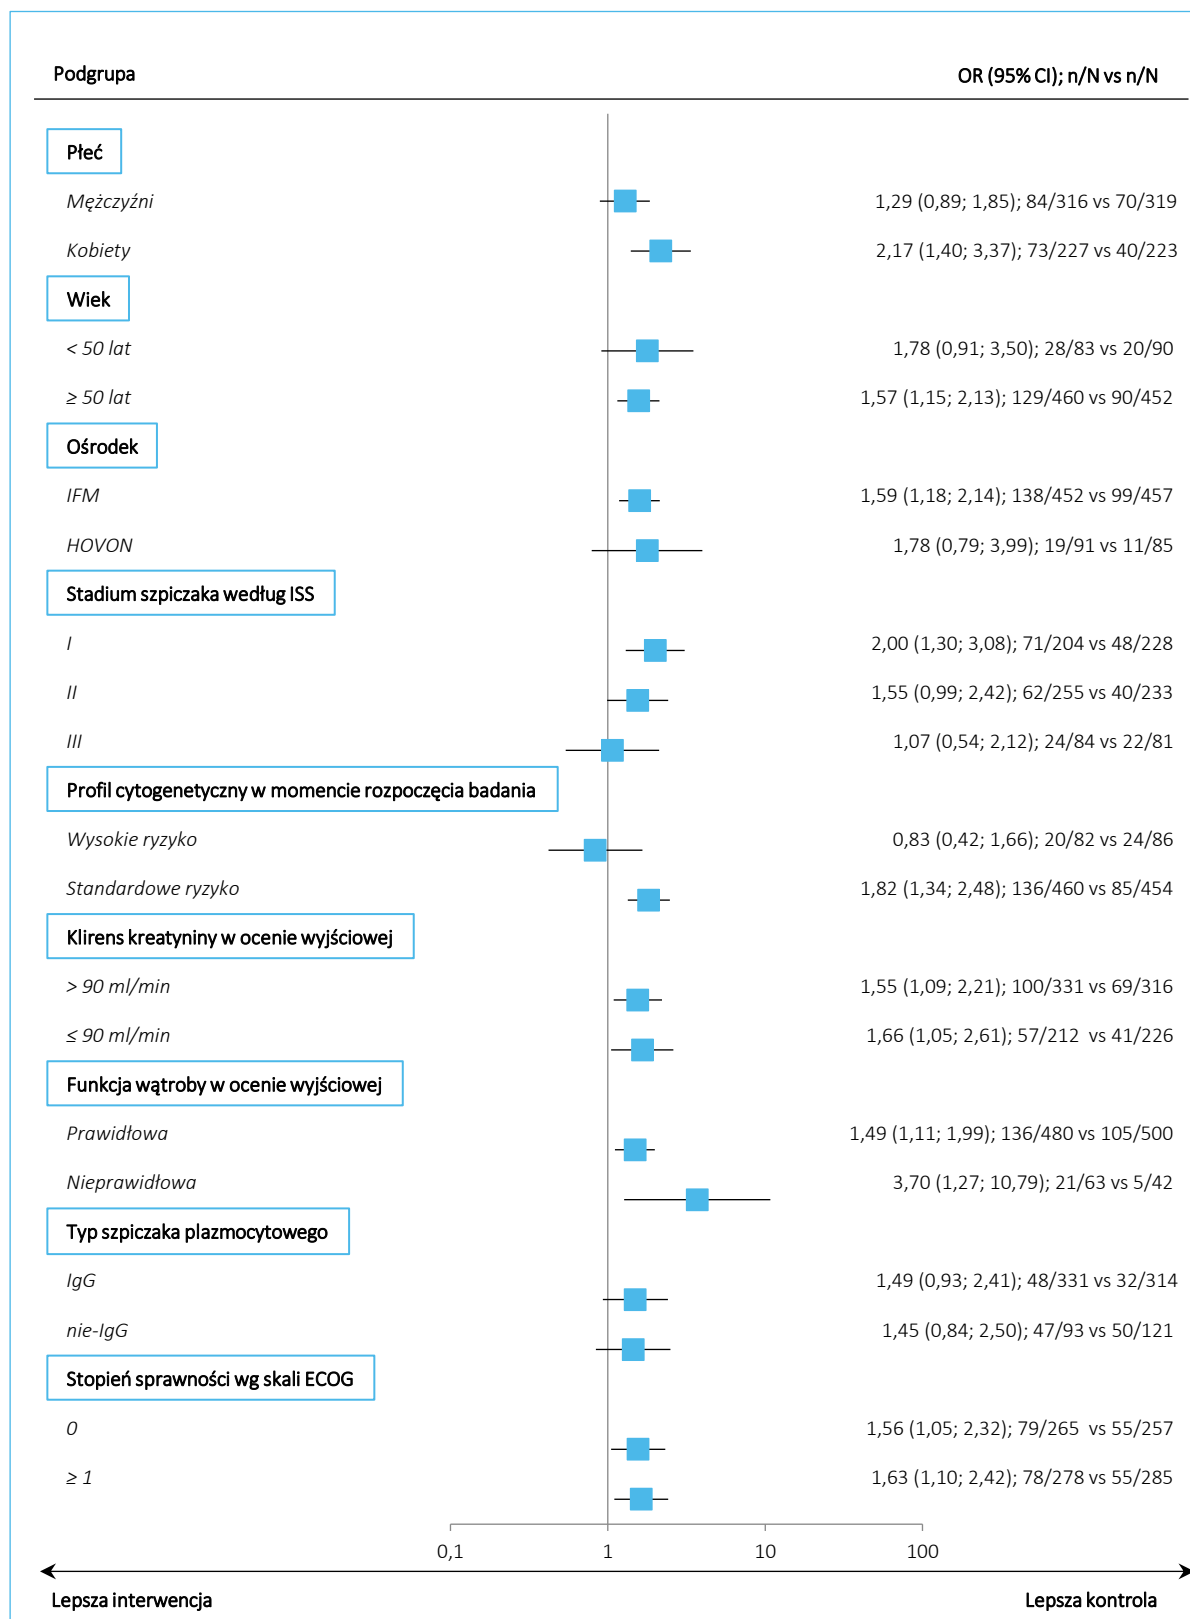 Podgrupa OR (95% CI); n/N vs n/N
Płeć
Mężczyźni 1,29 (0,89; 1,85); 84/316 vs 70/319
Kobiety 2,17 (1,40; 3,37); 73/227 vs 40/223
Wiek
< 50 lat 1,78 (0,91; 3,50); 28/83 vs 20/90
≥ 50 lat 1,57 (1,15; 2,13); 129/460 vs 90/452
Ośrodek
IFM 1,59 (1,18; 2,14); 138/452 vs 99/457
HOVON 1,78 (0,79; 3,99); 19/91 vs 11/85
Stadium szpiczaka według ISS
I 2,00 (1,30; 3,08); 71/204 vs 48/228
II 1,55 (0,99; 2,42); 62/255 vs 40/233
III 1,07 (0,54; 2,12); 24/84 vs 22/81
Profil cytogenetyczny w momencie rozpoczęcia badania
Wysokie ryzyko 0,83 (0,42; 1,66); 20/82 vs 24/86
Standardowe ryzyko 1,82 (1,34; 2,48); 136/460 vs 85/454
Klirens kreatyniny w ocenie wyjściowej
> 90 ml/min 1,55 (1,09; 2,21); 100/331 vs 69/316
≤ 90 ml/min 1,66 (1,05; 2,61); 57/212 vs 41/226
Funkcja wątroby w ocenie wyjściowej
Prawidłowa 1,49 (1,11; 1,99); 136/480 vs 105/500
Nieprawidłowa 3,70 (1,27; 10,79); 21/63 vs 5/42
Typ szpiczaka plazmocytowego
IgG 1,49 (0,93; 2,41); 48/331 vs 32/314
nie-IgG 1,45 (0,84; 2,50); 47/93 vs 50/121
Stopień sprawności wg skali ECOG
0 1,56 (1,05; 2,32); 79/265 vs 55/257
≥ 1 1,63 (1,10; 2,42); 78/278 vs 55/285
0,1 1 10 100
Lepsza interwencja Lepsza kontrola